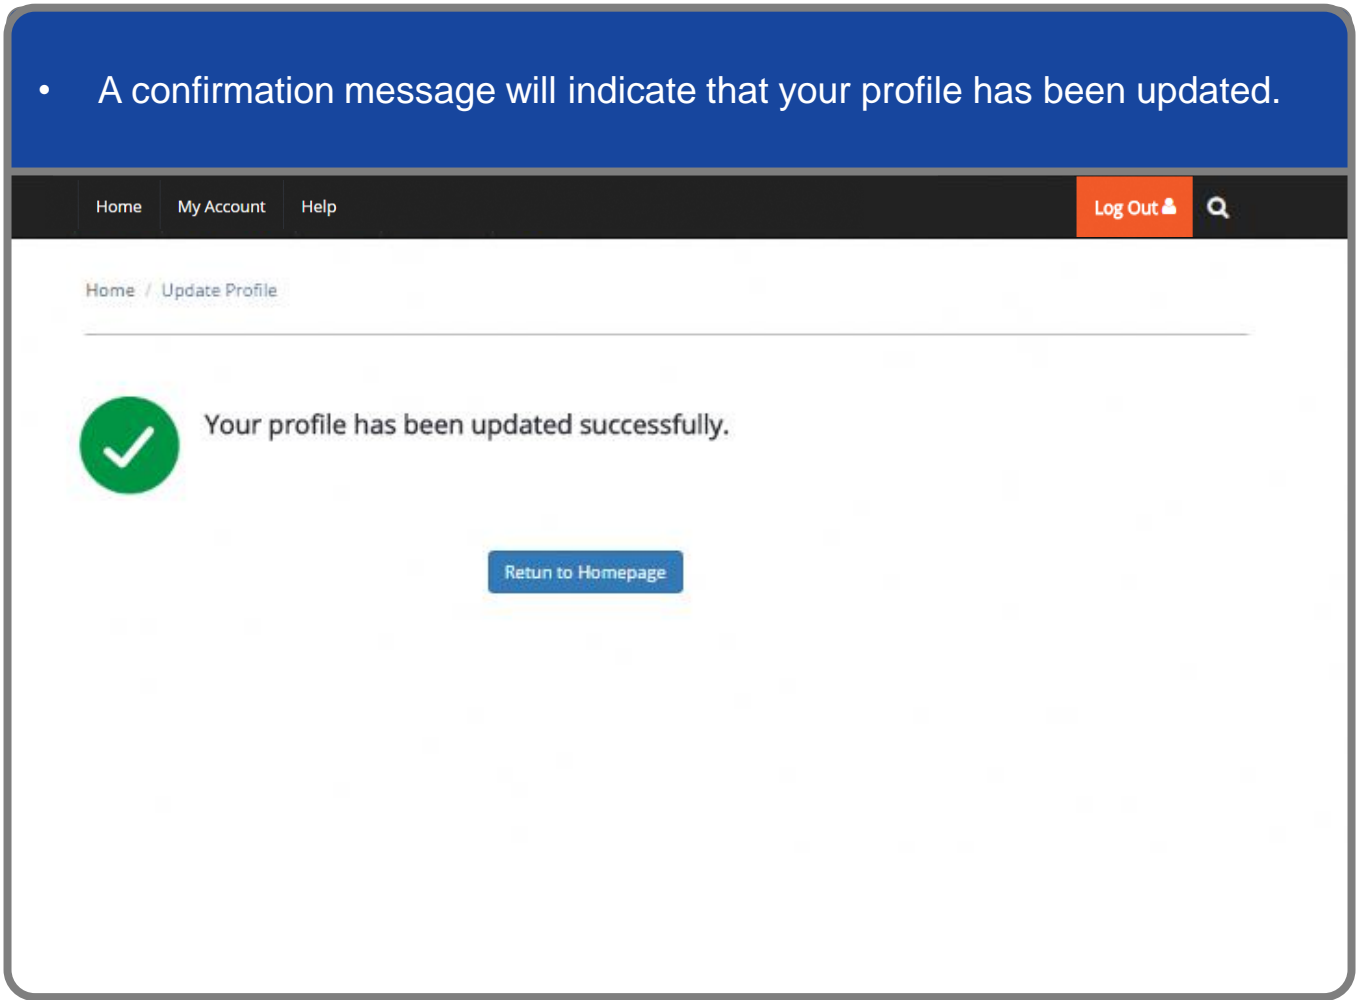 • A confirmation message will indicate that your profile has been updated.
Home My Account Help Log Out
Home / Update Profile
Your profile has been updated successfully.
Retun to Homepage